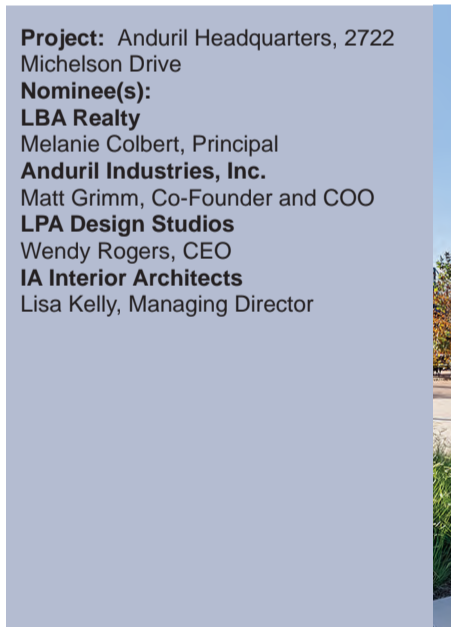 Project: Anduril Headquarters, 2722
Michelson Drive
Nominee(s):
LBA Realty
Melanie Colbert, Principal
Anduril Industries, Inc.
Matt Grimm, Co-Founder and COO
LPA Design Studios
Wendy Rogers, CEO
IA Interior Architects
Lisa Kelly, Managing Director